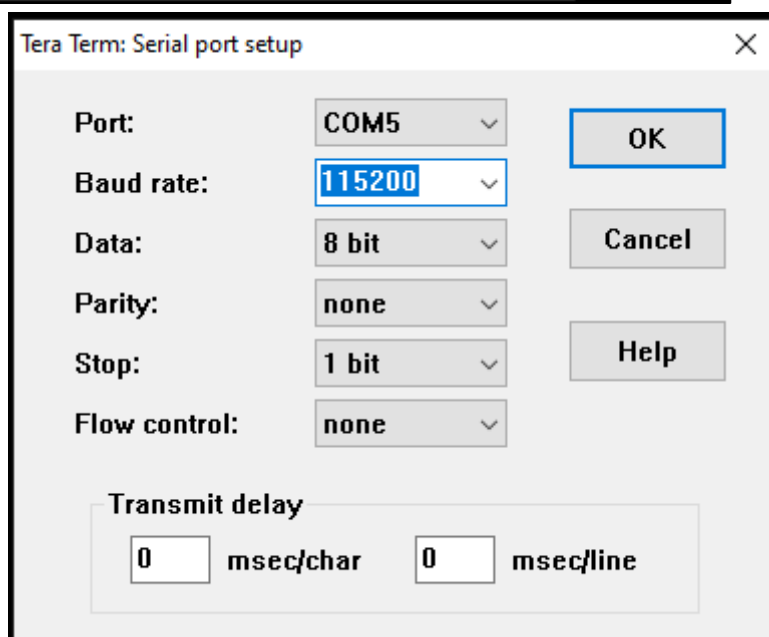 Tera Term: Serial port setup
Port: COM5 OK
Baud rate: 115200
Data: 8 bit Cancel
Parity: none
Stop: 1 bit Help
Flow control: none
Transmit delay
0 msec/char 0 msec/line